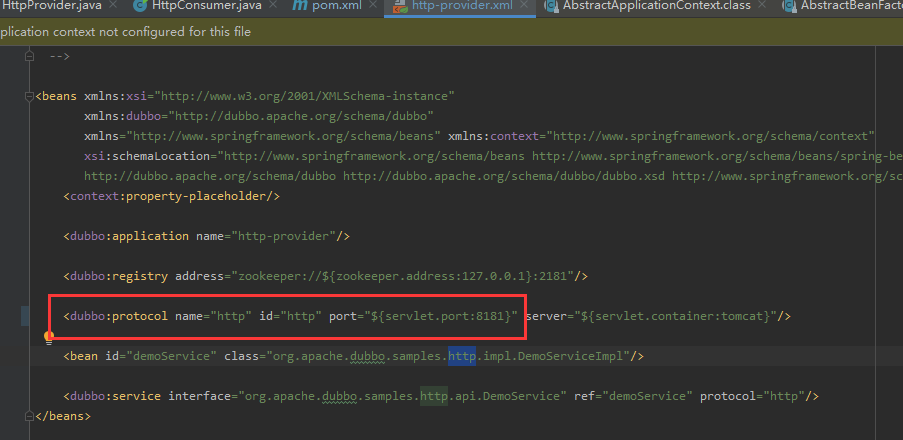 HttpProvider.java × HttpConsumer.java × pom.xml × http-provider.xml × AbstractApplicationContext.class × AbstractBeanFacto
plication context not configured for this file
-->
<beans xmlns:xsi="http://www.w3.org/2001/XMLSchema-instance"
xmlns:dubbo="http://dubbo.apache.org/schema/dubbo"
xmlns="http://www.springframework.org/schema/beans" xmlns:context="http://www.springframework.org/schema/context"
xsi:schemaLocation="http://www.springframework.org/schema/beans http://www.springframework.org/schema/beans/spring-be
http://dubbo.apache.org/schema/dubbo http://dubbo.apache.org/schema/dubbo/dubbo.xsd http://www.springframework.org/sc
<context:property-placeholder/>
<dubbo:application name="http-provider"/>
<dubbo:registry address="zookeeper://${zookeeper.address:127.0.0.1}:2181"/>
<dubbo:protocol name="http" id="http" port="${servlet.port:8181}" server="${servlet.container:tomcat}"/>
<bean id="demoService" class="org.apache.dubbo.samples.http.impl.DemoServiceImpl"/>
<dubbo:service interface="org.apache.dubbo.samples.http.api.DemoService" ref="demoService" protocol="http"/>
</beans>